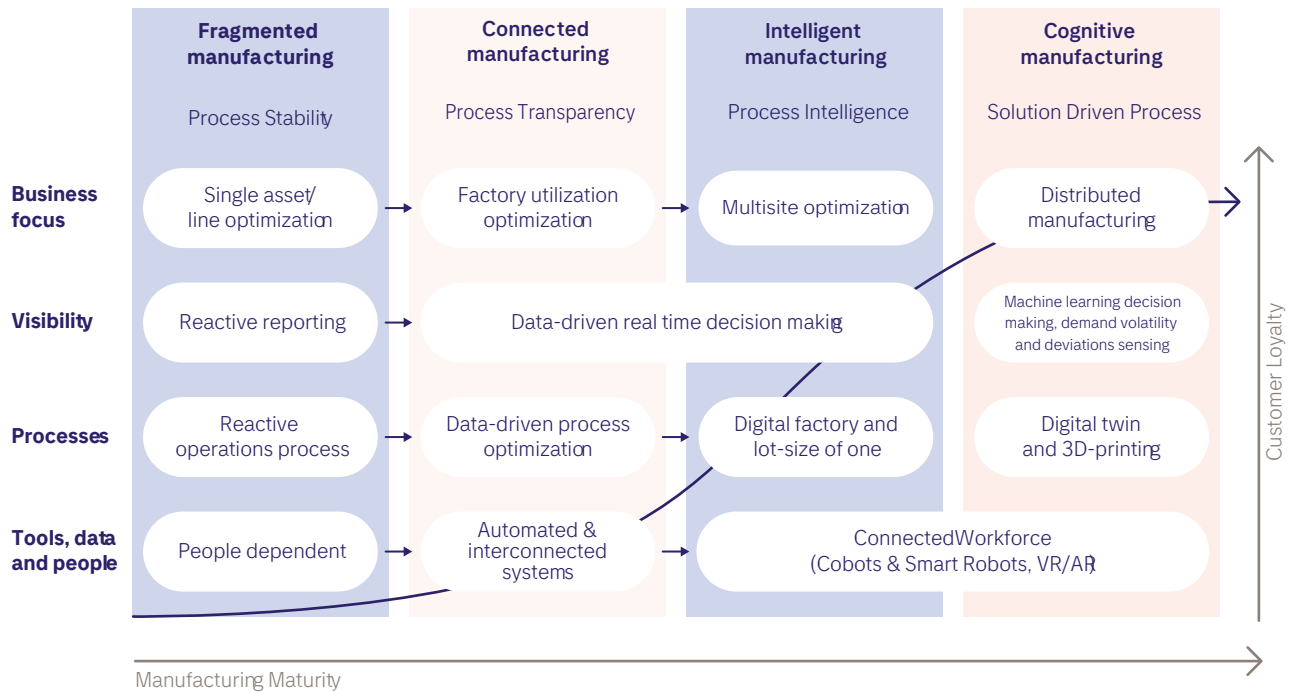 Fragmented
manufacturing
Connected
manufacturing
Intelligent
manufacturing
Cognitive
manufacturing
Process Stability
Process Transparency
Process Intelligence
Solution Driven Process
Business
focus
Single asset/
line optimization
Factory utilization
optimization
Multisite optimization
Distributed
manufacturing
Visibility
Reactive reporting
Data-driven real time decision making
Machine learning decision
making, demand volatility
and deviations sensing
Processes
Reactive
operations process
Data-driven process
optimization
Digital factory and
lot-size of one
Digital twin
and 3D-printing
Tools, data
and people
People dependent
Automated &
interconnected
systems
ConnectedWorkforce
(Cobots & Smart Robots, VR/AR)
Customer Loyalty
Manufacturing Maturity